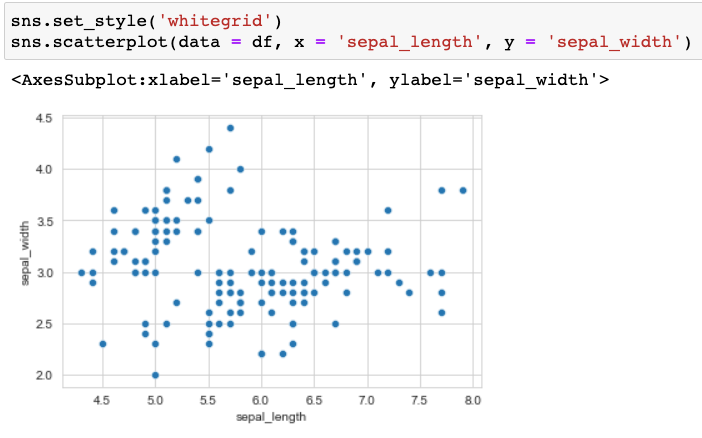 sns.set_style('whitegrid')
sns.scatterplot(data = df, x = 'sepal_length', y = 'sepal_width')
<AxesSubplot:xlabel='sepal_length', ylabel='sepal_width'>
4.5
4.0
3.5
3.0
2.5
2.0
sepal_width
4.5 5.0 5.5 6.0 6.5 7.0 7.5 8.0
sepal_length